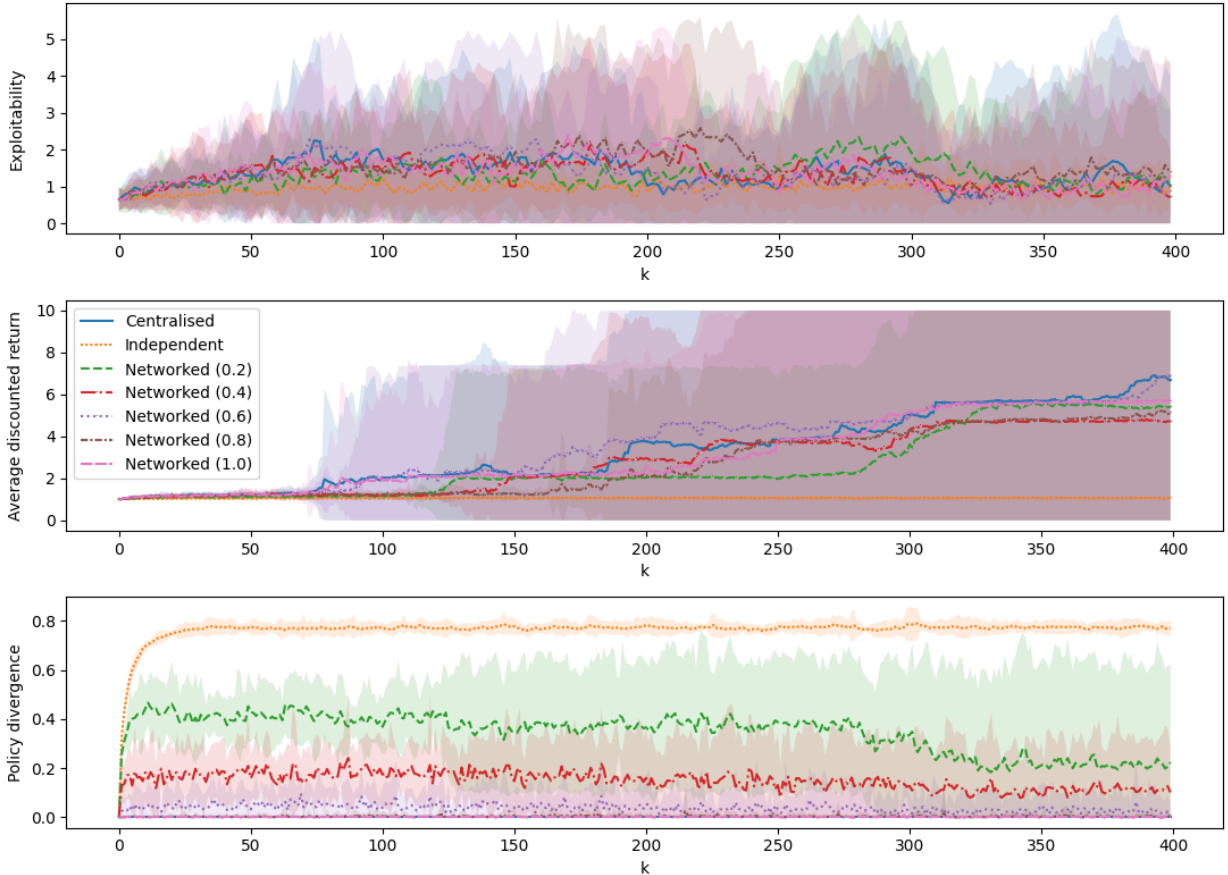 Exploitability
5
4
3
2
1
0
0 50 100 150 200 250 300 350 400
k
Average discounted return
10
8
6
4
2
0
Centralised
Independent
Networked (0.2)
Networked (0.4)
Networked (0.6)
Networked (0.8)
Networked (1.0)
0 50 100 150 200 250 300 350 400
k
Policy divergence
0.8
0.6
0.4
0.2
0.0
0 50 100 150 200 250 300 350 400
k